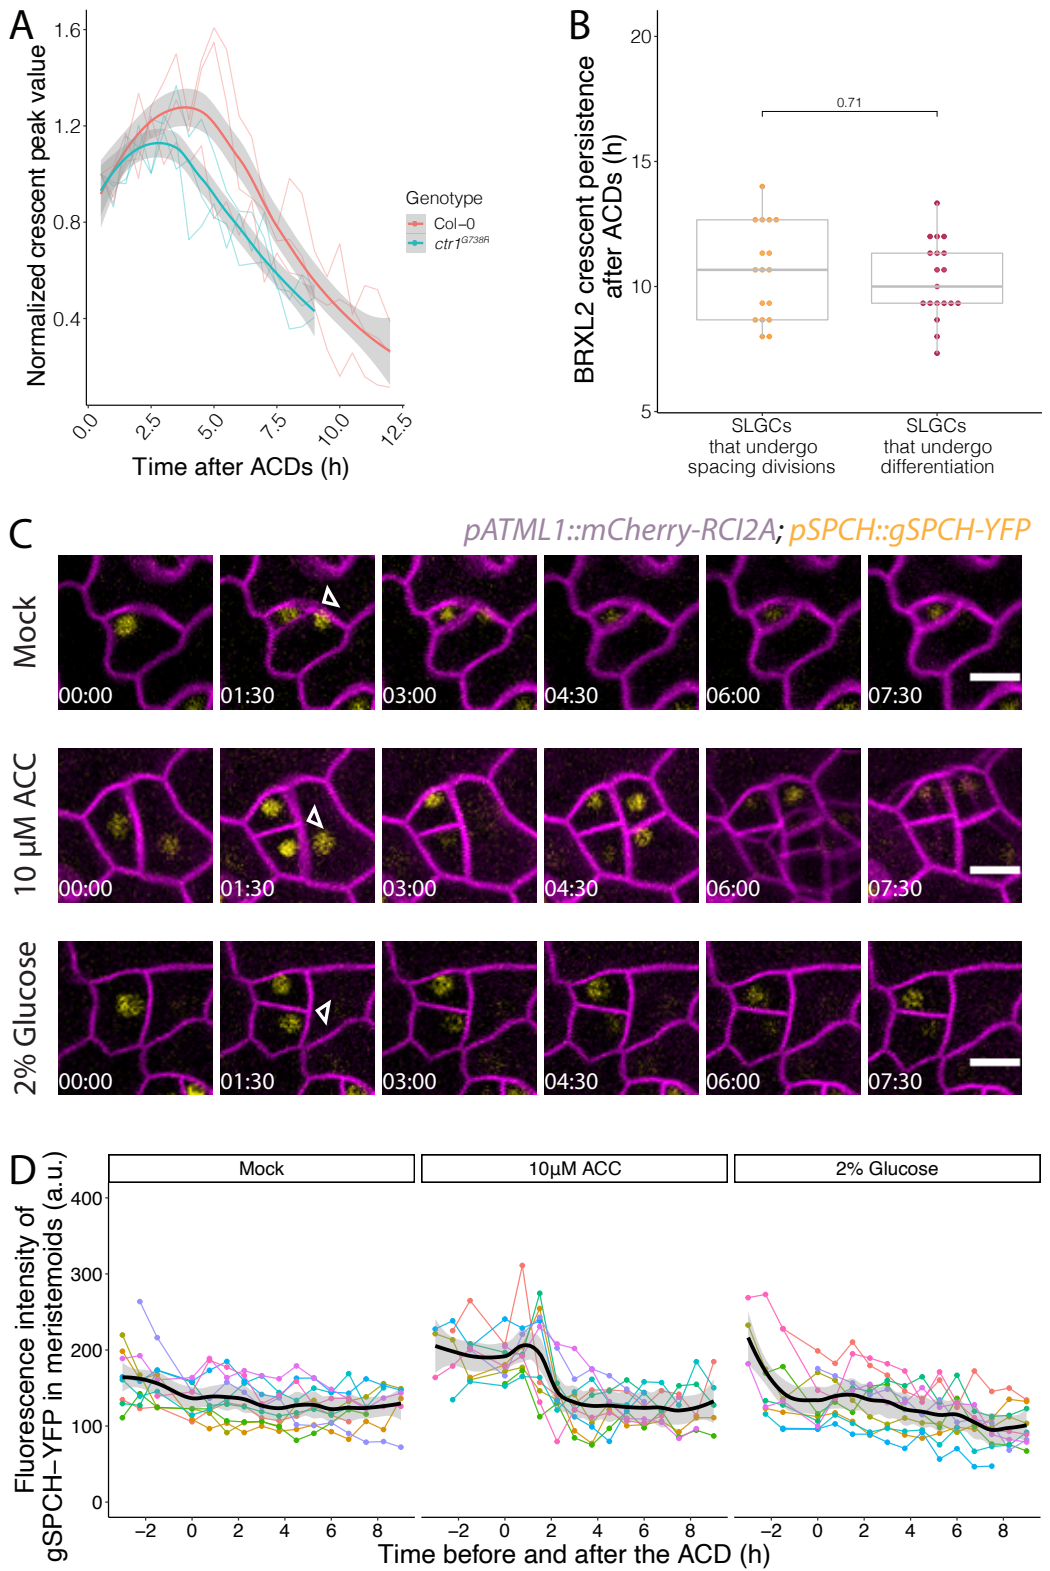 A
Normalized crescent peak value
1.6
1.2
0.8
0.4
0.0
2.5
5.0
7.5
10.0
12.5
Time after ACDs (h)
Genotype
Col−0
ctr1G738R
B
BRXL2 crescent persistence
after ACDs (h)
20
15
10
5
0.71
SLGCs
that undergo
spacing divisions
SLGCs
that undergo
differentiation
C
pATML1::mCherry-RCI2A; pSPCH::gSPCH-YFP
Mock
00:00
01:30
03:00
04:30
06:00
07:30
10 µM ACC
00:00
01:30
03:00
04:30
06:00
07:30
2% Glucose
00:00
01:30
03:00
04:30
06:00
07:30
D
Fluorescence intensity of
gSPCH−YFP in meristemoids (a.u.)
Mock
10µM ACC
2% Glucose
400
300
200
100
0
−2 0 2 4 6 8
−2 0 2 4 6 8
−2 0 2 4 6 8
Time before and after the ACD (h)